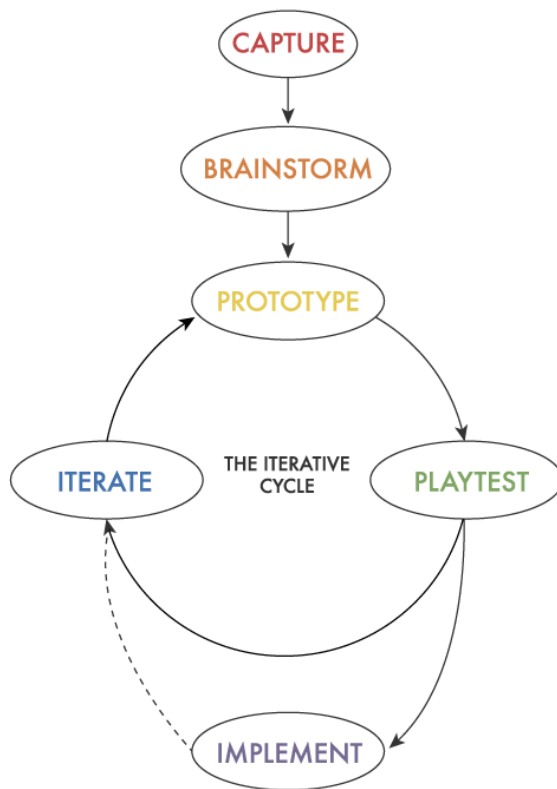 CAPTURE
BRAINSTORM
PROTOTYPE
THE ITERATIVE
CYCLE
ITERATE
PLAYTEST
IMPLEMENT